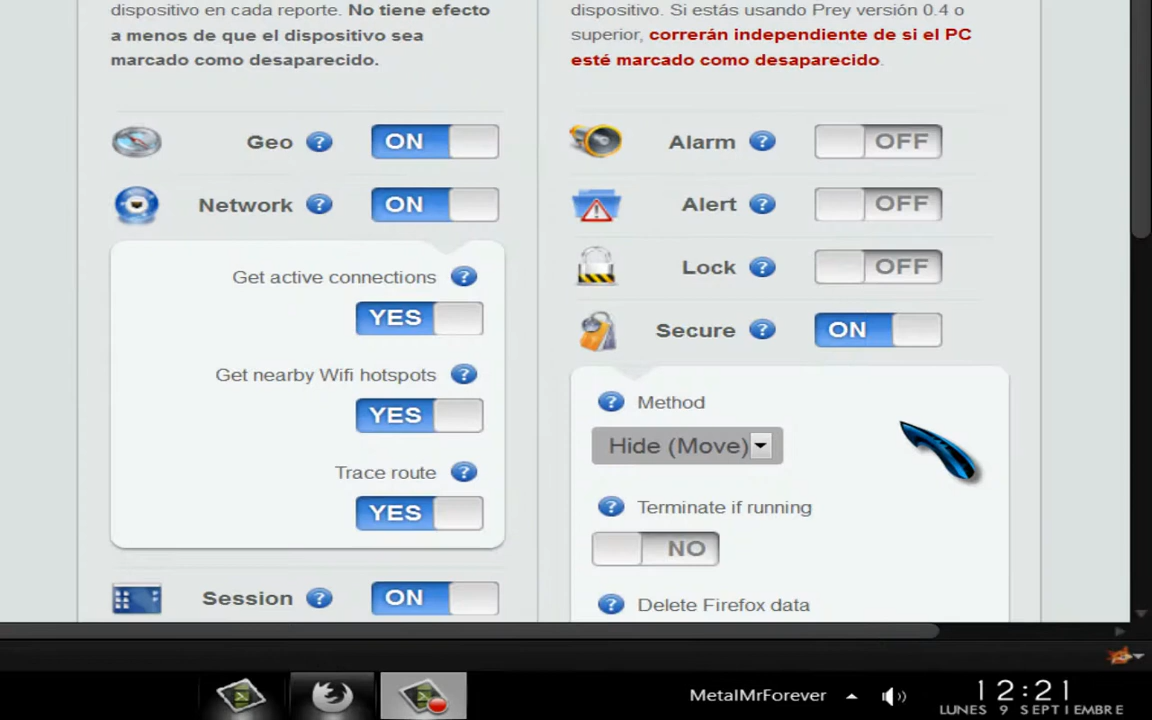 dispositivo en cada reporte. No tiene efecto
a menos de que el dispositivo sea
marcado como desaparecido.
Geo ? ON
Network ? ON
Get active connections ?
YES
Get nearby Wifi hotspots ?
YES
Trace route ?
YES
Session ? ON
dispositivo. Si estás usando Prey versión 0.4 o
superior, correrán independiente de si el PC
esté marcado como desaparecido.
Alarm ? OFF
Alert ? OFF
Lock ? OFF
Secure ? ON
? Method
Hide (Move)
? Terminate if running
NO
? Delete Firefox data
MetalMrForever
12:21
LUNES 9 SEPTIEMBRE